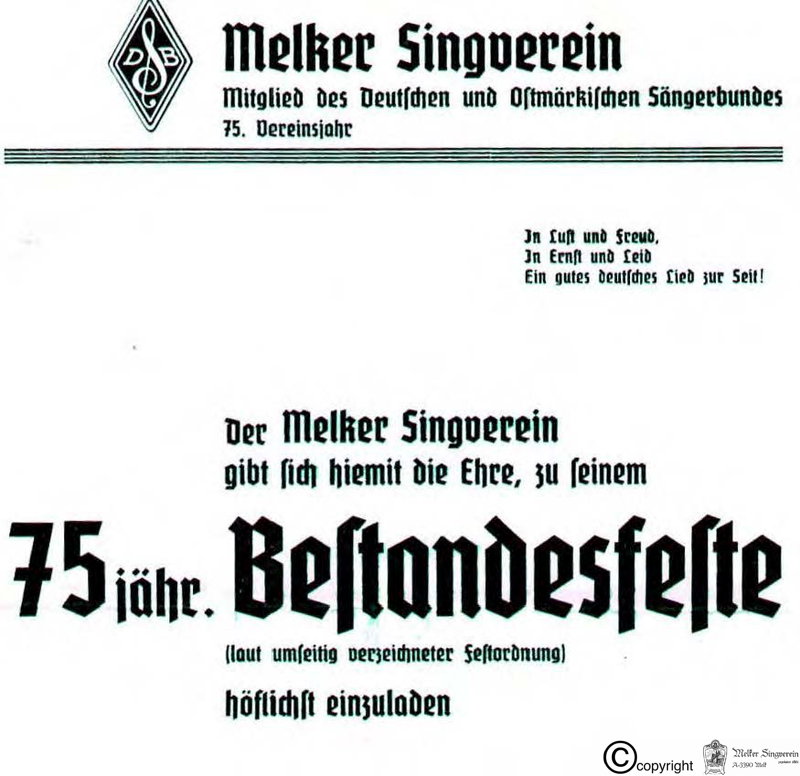 D S B
Melker Singverein
Mitglied des Deutschen und Ostmärkischen Sängerbundes
75. Vereinsjahr
In Lust und Freud,
In Ernst und Leid
Ein gutes deutsches Lied zur Seit!
Der Melker Singverein
gibt sich hiemit die Ehre, zu seinem
75 jähr. Bestandesfeste
(laut umseitig verzeichneter Festordnung)
höflichst einzuladen
©copyright
Melker Singverein
A-3390 Melk